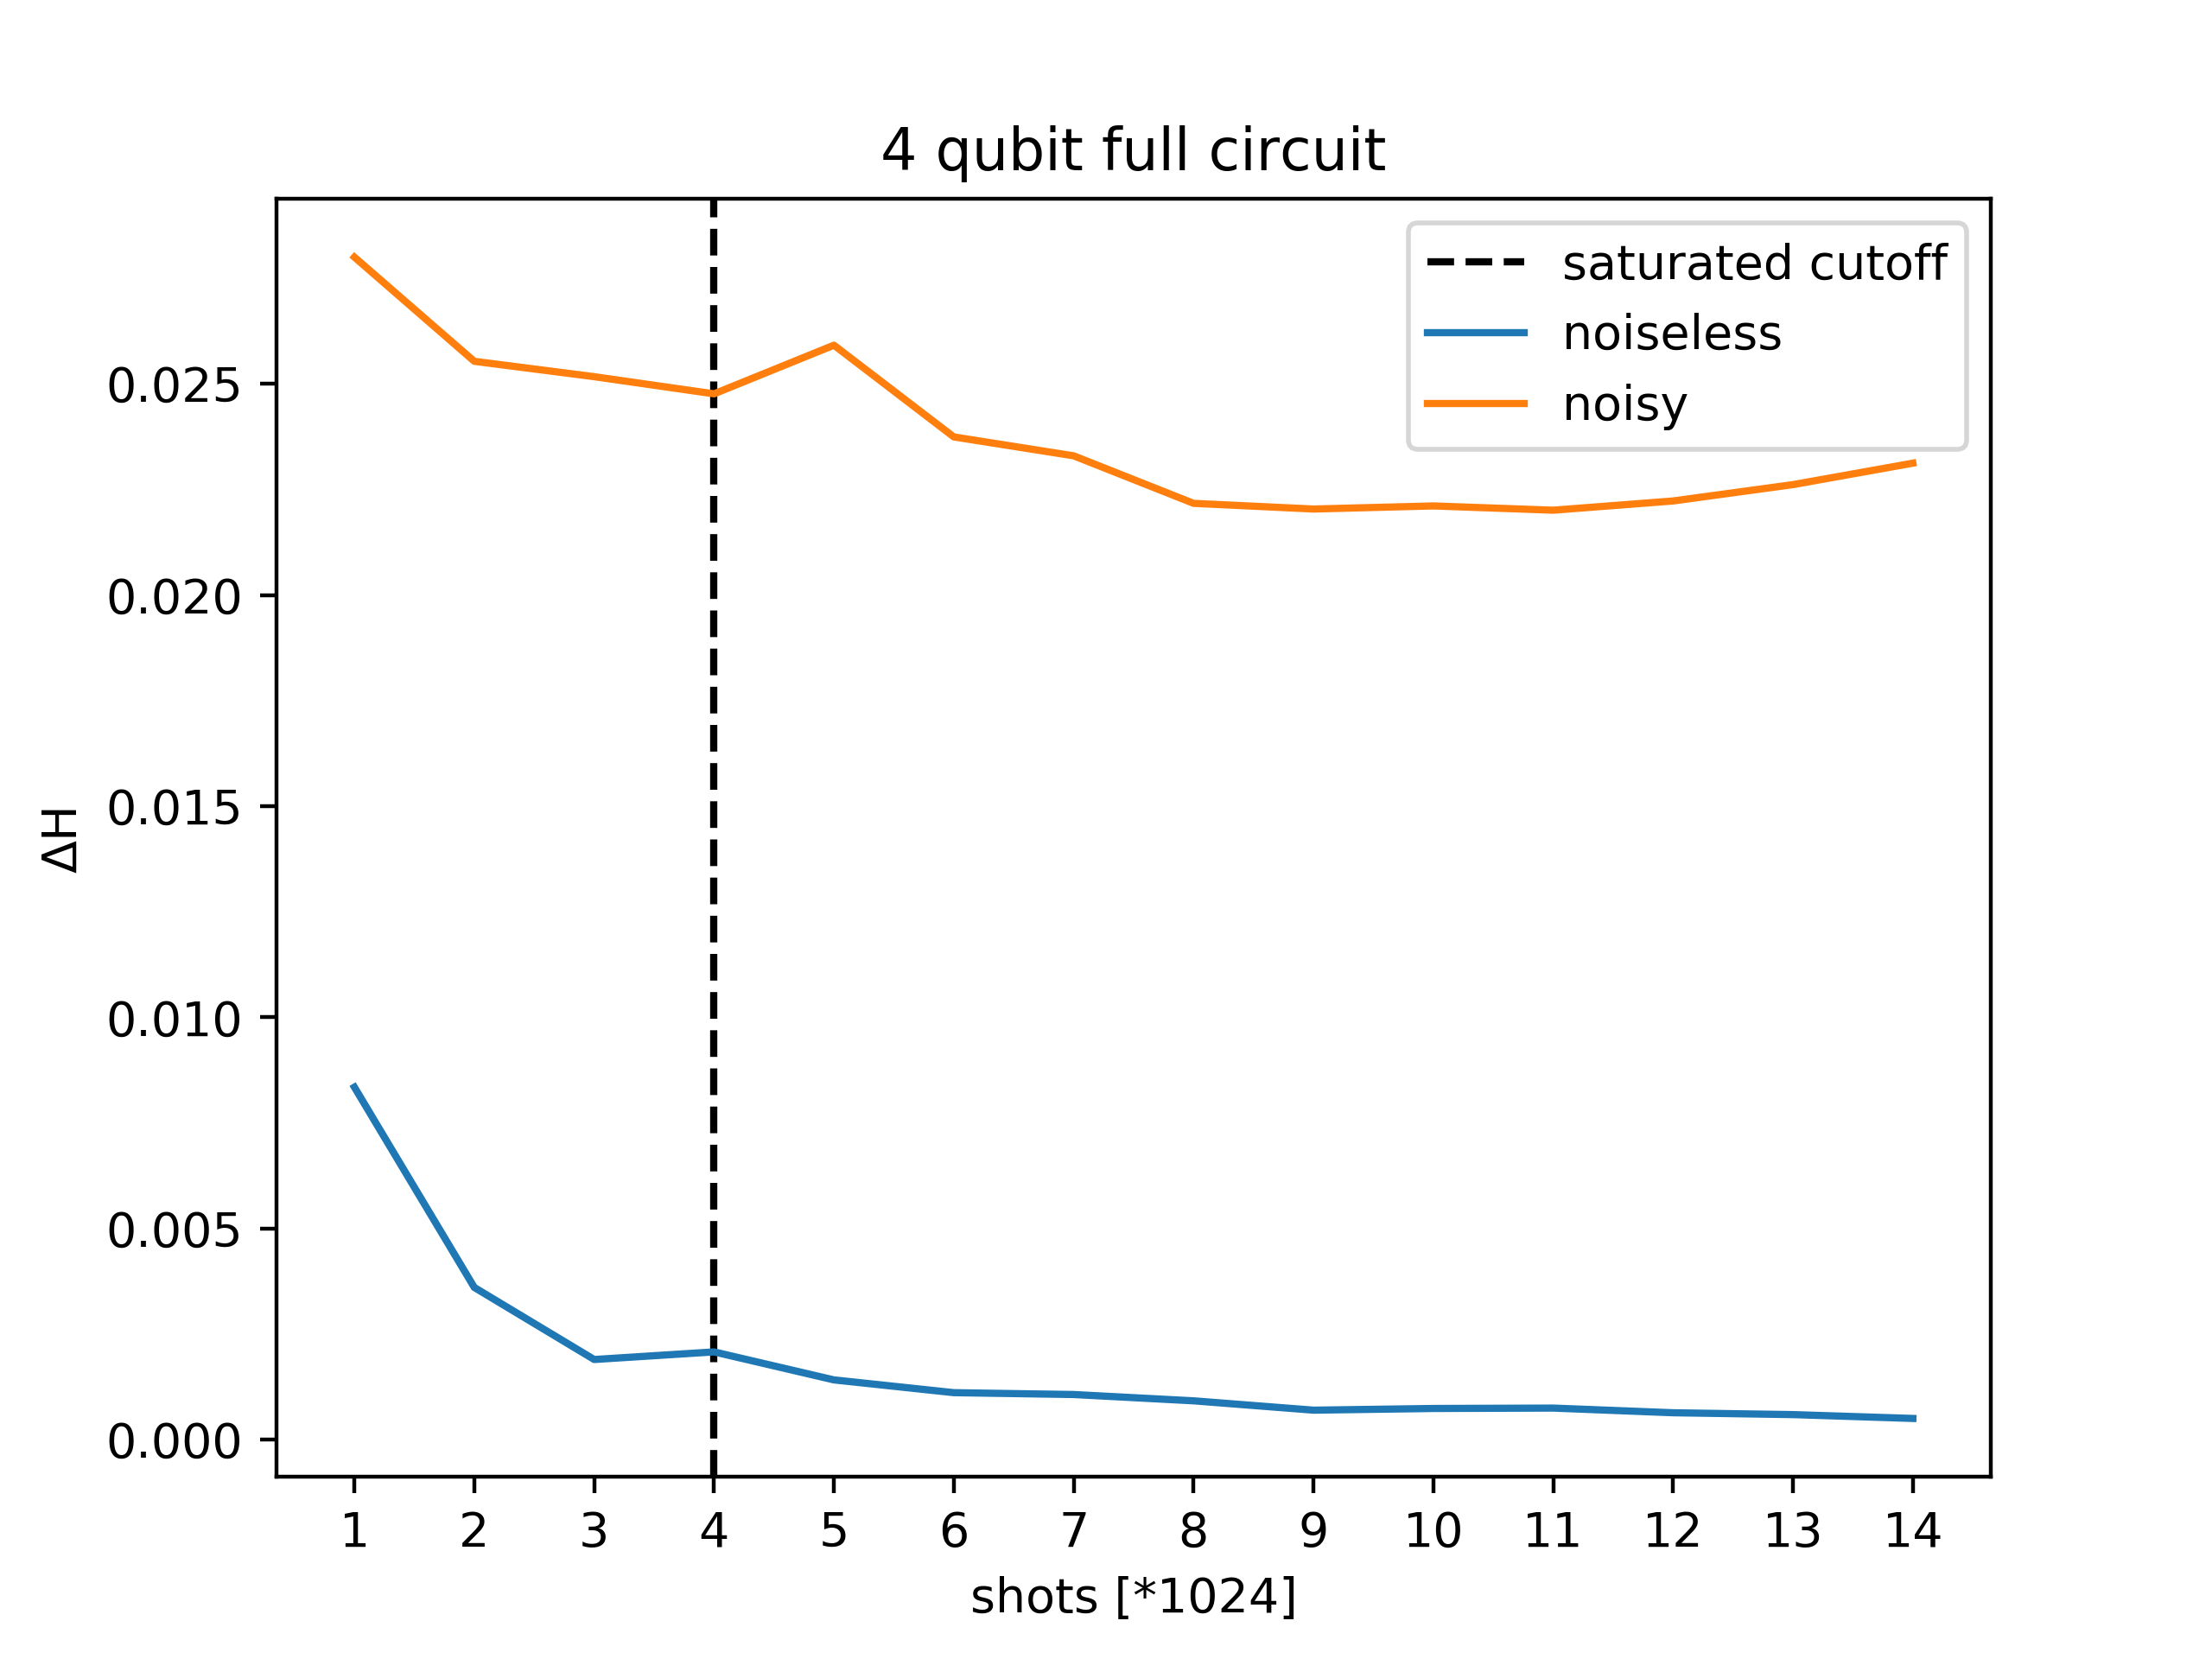 4 qubit full circuit
saturated cutoff
noiseless
noisy
0.025
0.020
0.015
0.010
0.005
0.000
ΔH
1 2 3 4 5 6 7 8 9 10 11 12 13 14
shots [*1024]